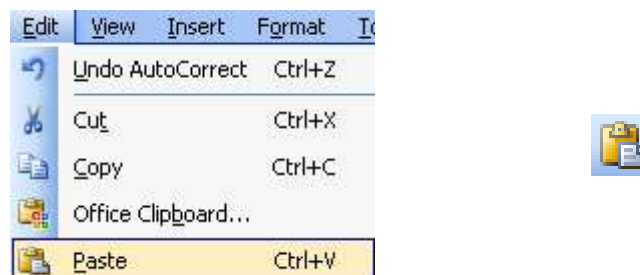 Edit View Insert Format
Undo AutoCorrect Ctrl+Z
Cut Ctrl+X
Copy Ctrl+C
Office Clipboard...
Paste Ctrl+V